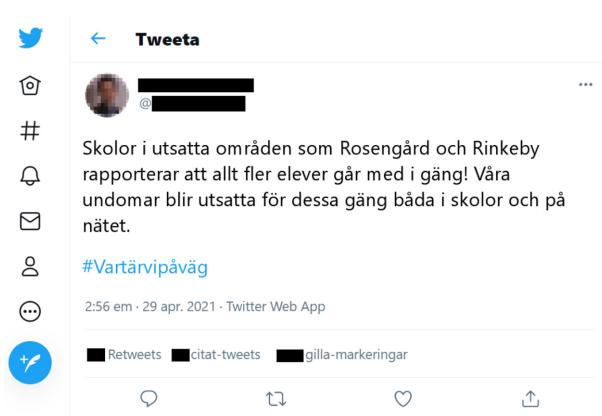 Tweeta
@
Skolor i utsatta områden som Rosengård och Rinkeby
rapporterar att allt fler elever går med i gäng! Våra
undomar blir utsatta för dessa gäng båda i skolor och på
nätet.
#Vartärvipåväg
2:56 em · 29 apr. 2021 · Twitter Web App
Retweets citat-tweets gilla-markeringar